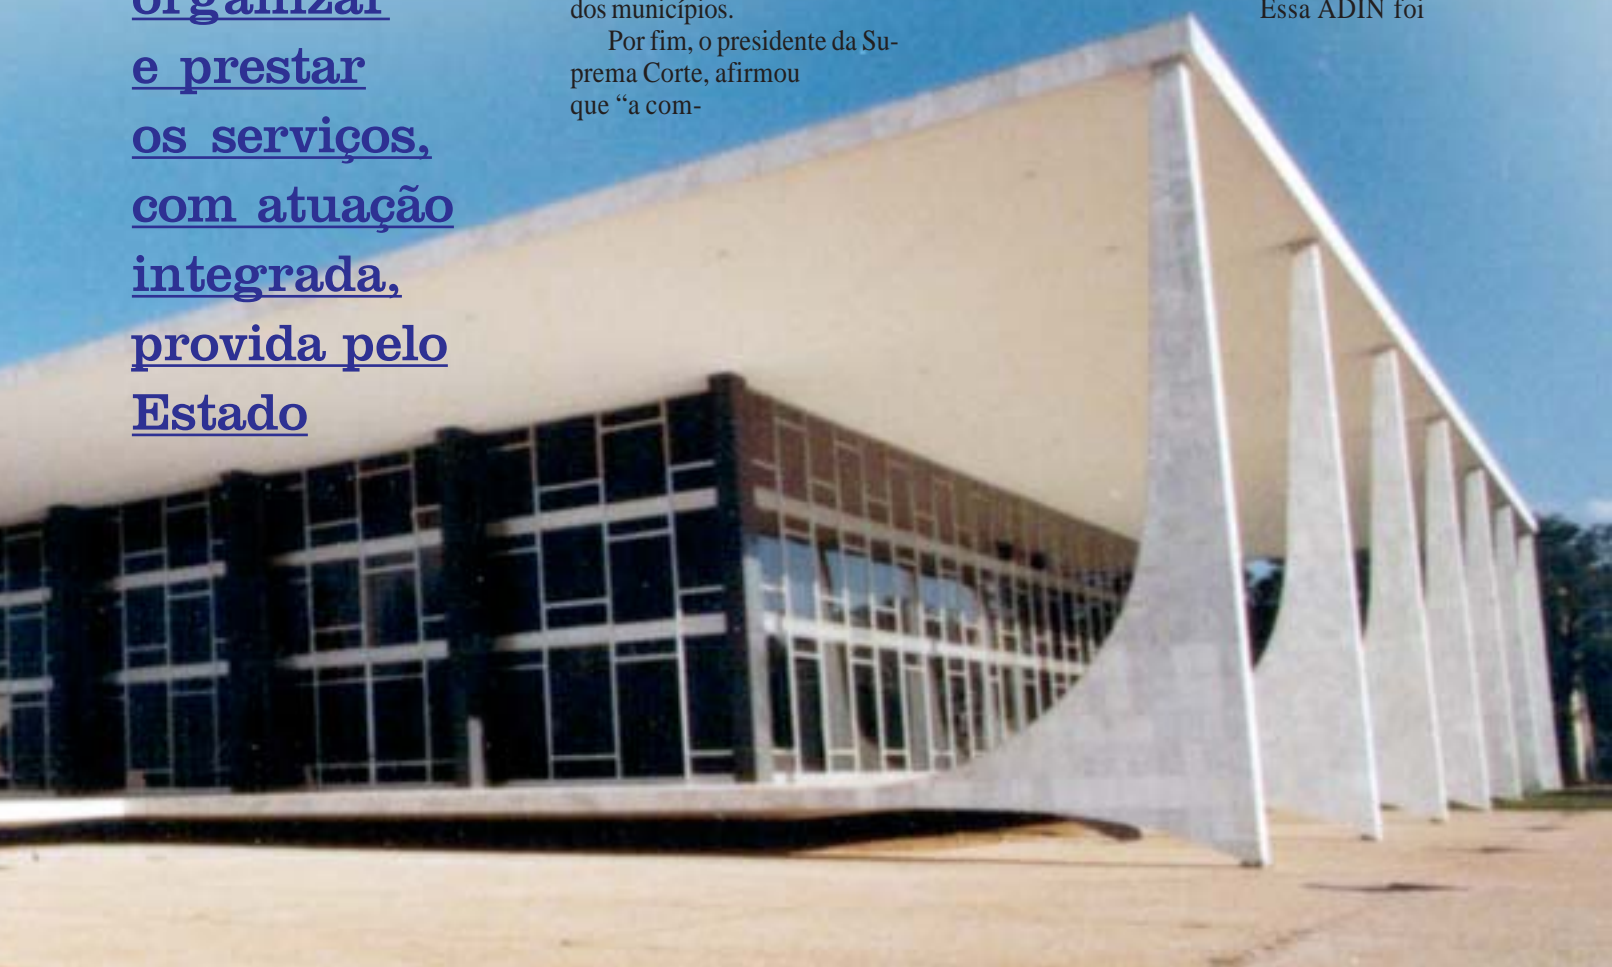 organizar
e prestar
os serviços,
com atuação
integrada,
provida pelo
Estado
dos municípios.
Por fim, o presidente da Su-
prema Corte, afirmou
que “a com-
Essa ADIN foi